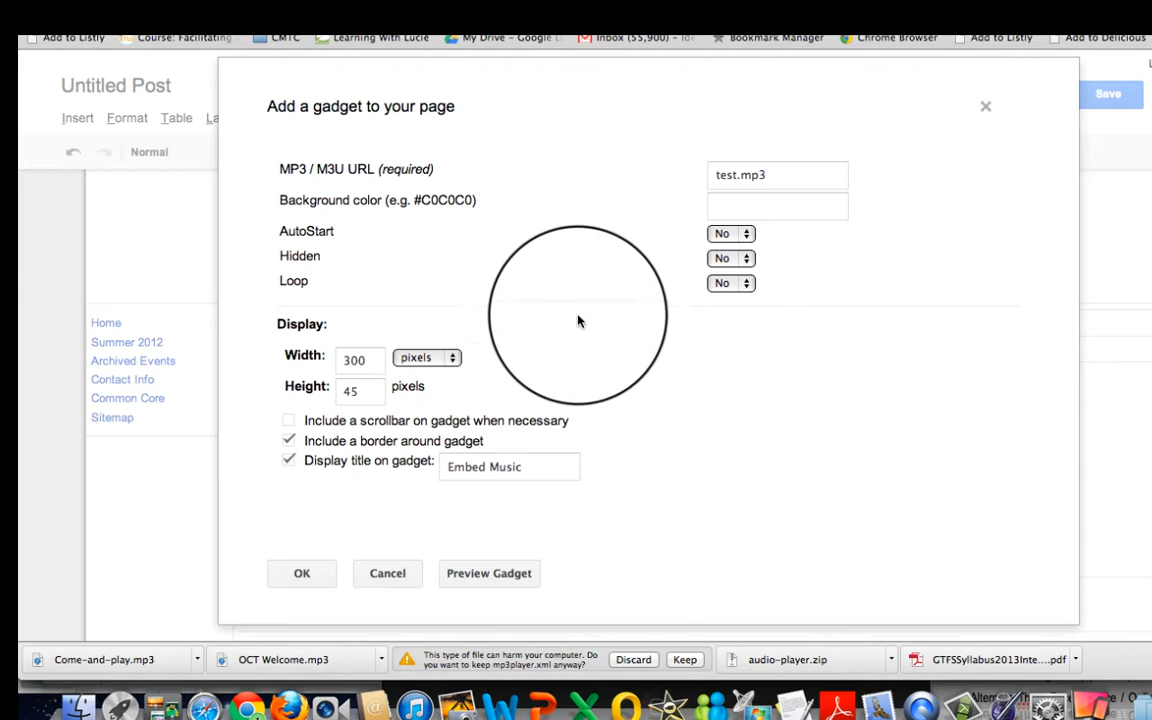 Add to Listly Course: Facilitating CMTC Learning With Lucie My Drive - Google D Inbox (55,900) - Bookmark Manager Chrome Browser Add to Listly Add to Delicious
Untitled Post
Add a gadget to your page
Save
Insert Format Table
Normal
MP3 / M3U URL (required) test.mp3
Background color (e.g. #C0C0C0)
AutoStart No
Hidden No
Loop No
Home
Summer 2012
Archived Events
Contact Info
Common Core
Sitemap
Display:
Width: 300 pixels
Height: 45 pixels
Include a scrollbar on gadget when necessary
Include a border around gadget
Display title on gadget: Embed Music
OK Cancel Preview Gadget
Come-and-play.mp3 OCT Welcome.mp3
This type of file can harm your computer. Do
you want to keep mp3player.xml anyway?
Discard Keep audio-player.zip GTFSSyllabus2013Inte....pdf